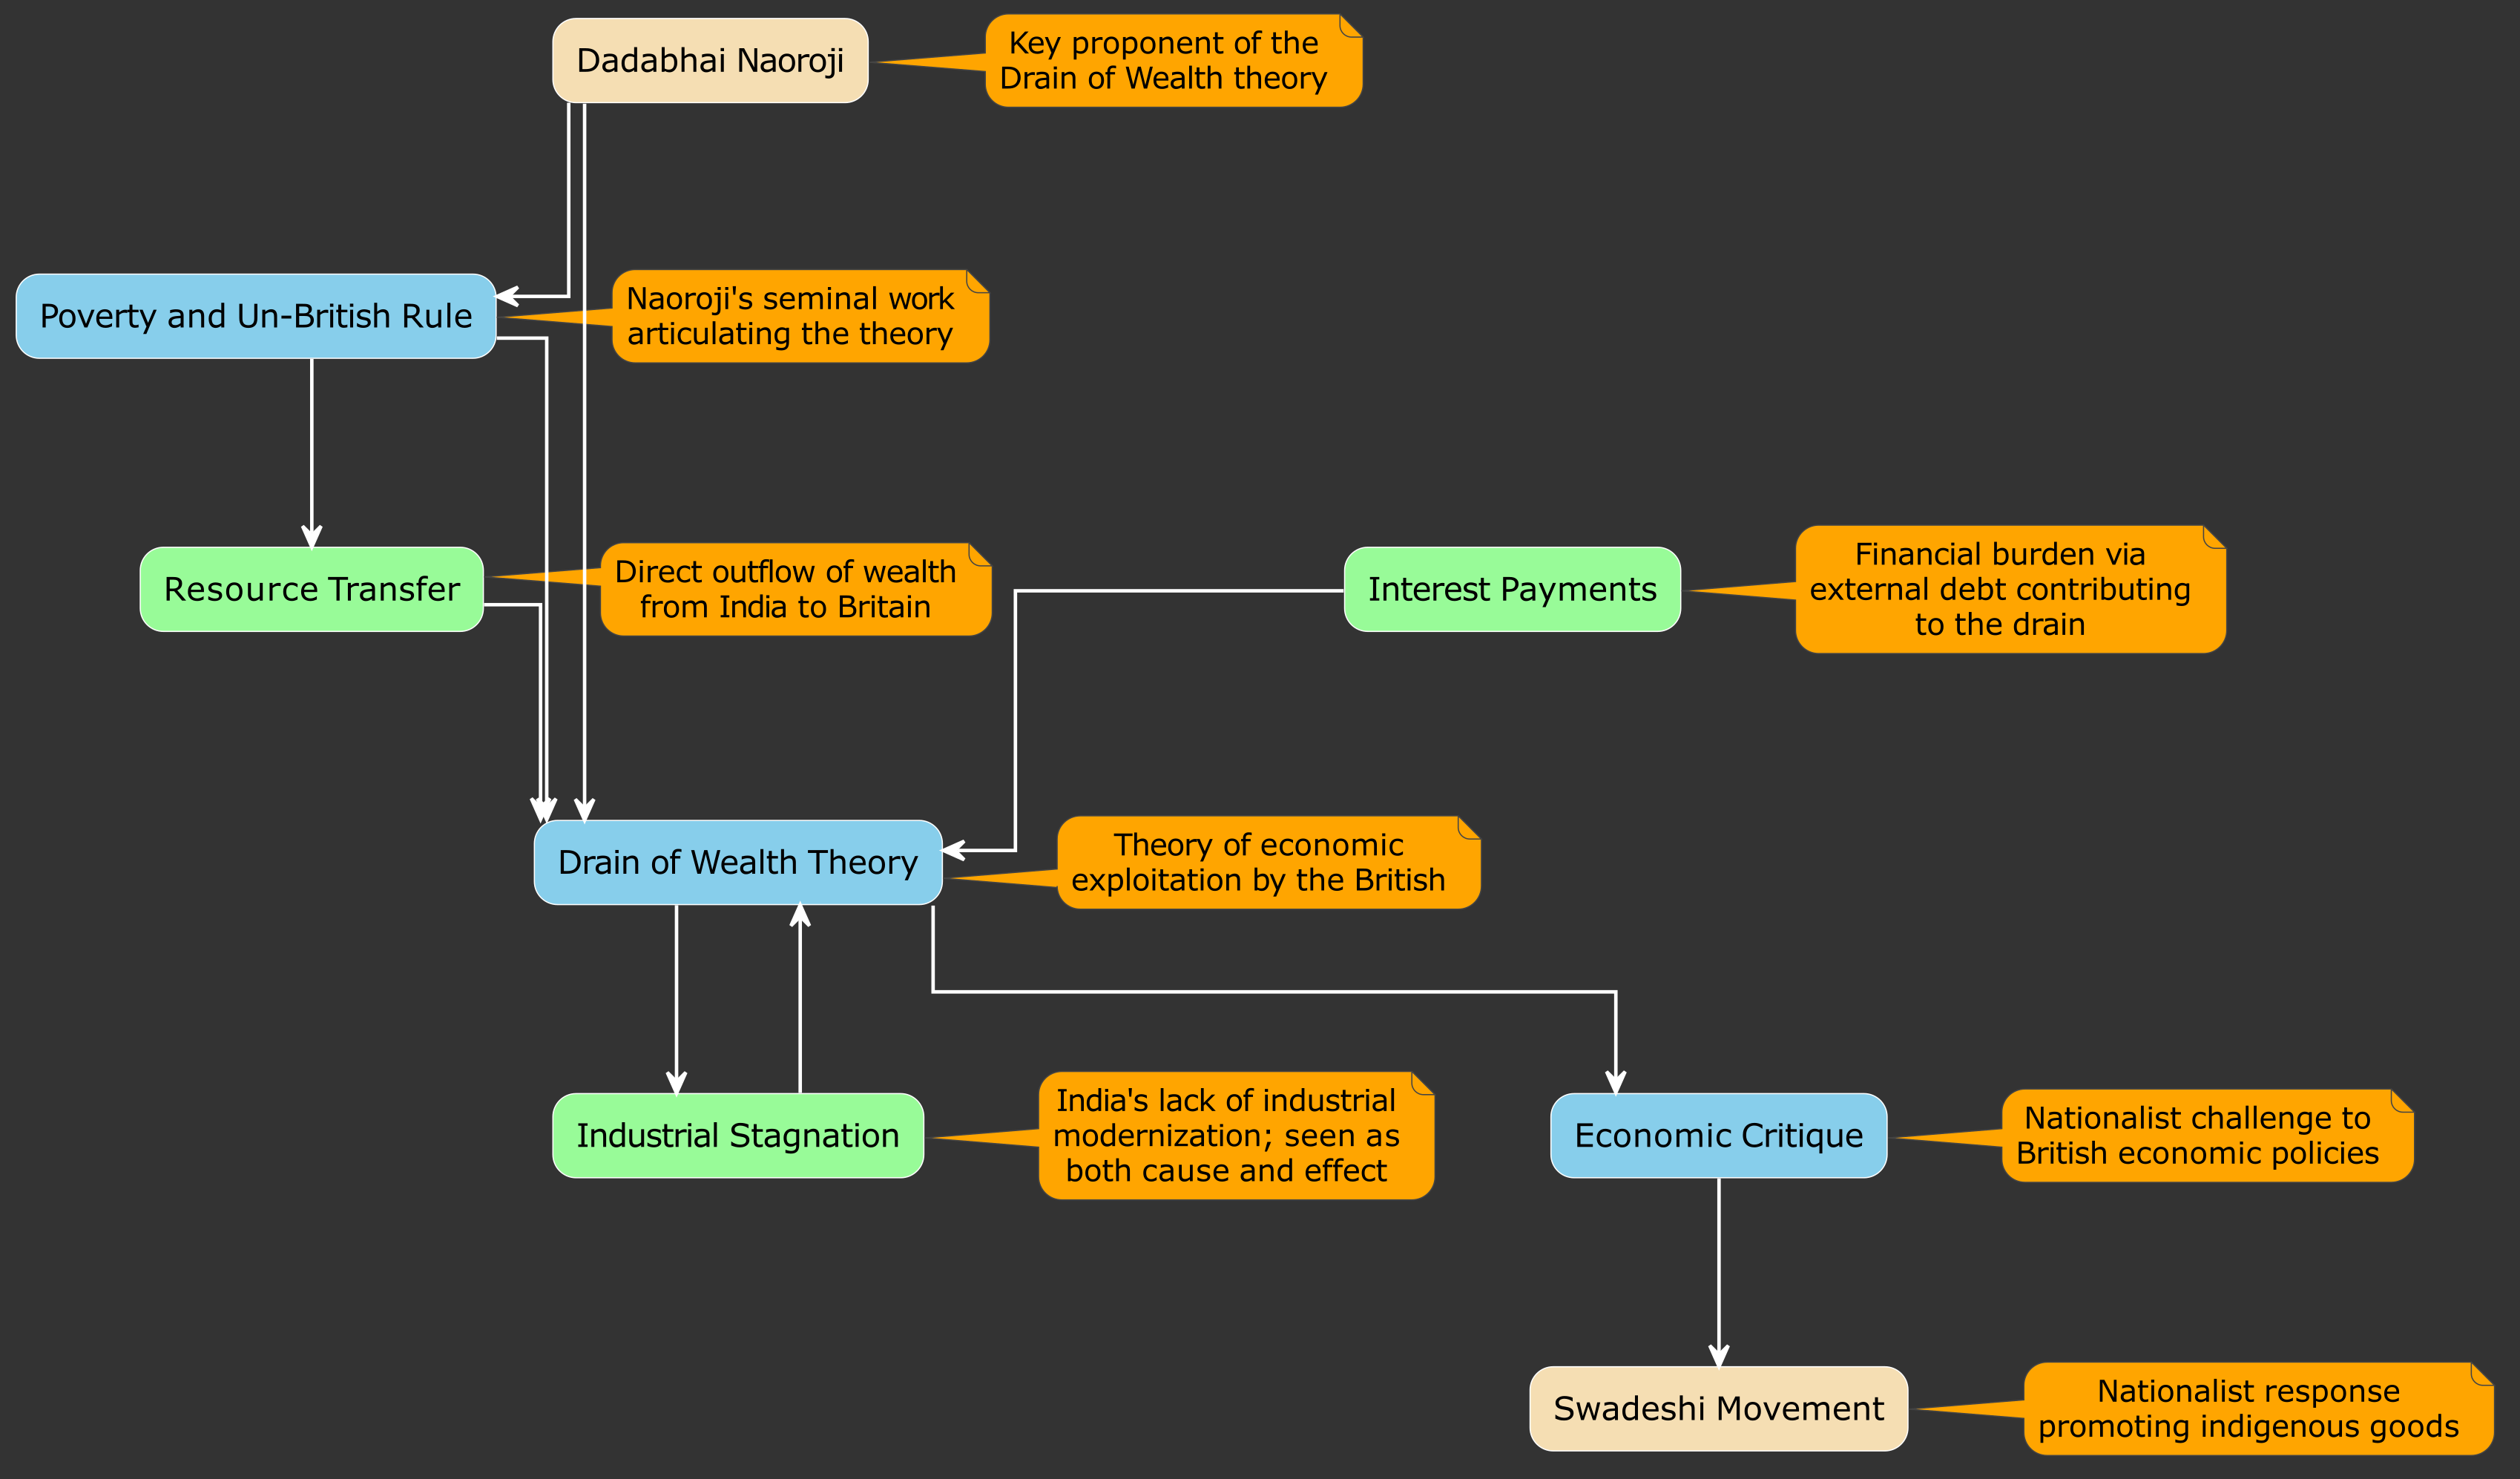 Dadabhai Naoroji
Key proponent of the
Drain of Wealth theory
Poverty and Un-British Rule
Naoroji's seminal work
articulating the theory
Resource Transfer
Direct outflow of wealth
from India to Britain
Interest Payments
Financial burden via
external debt contributing
to the drain
Drain of Wealth Theory
Theory of economic
exploitation by the British
Industrial Stagnation
India's lack of industrial
modernization; seen as
both cause and effect
Economic Critique
Nationalist challenge to
British economic policies
Swadeshi Movement
Nationalist response
promoting indigenous goods